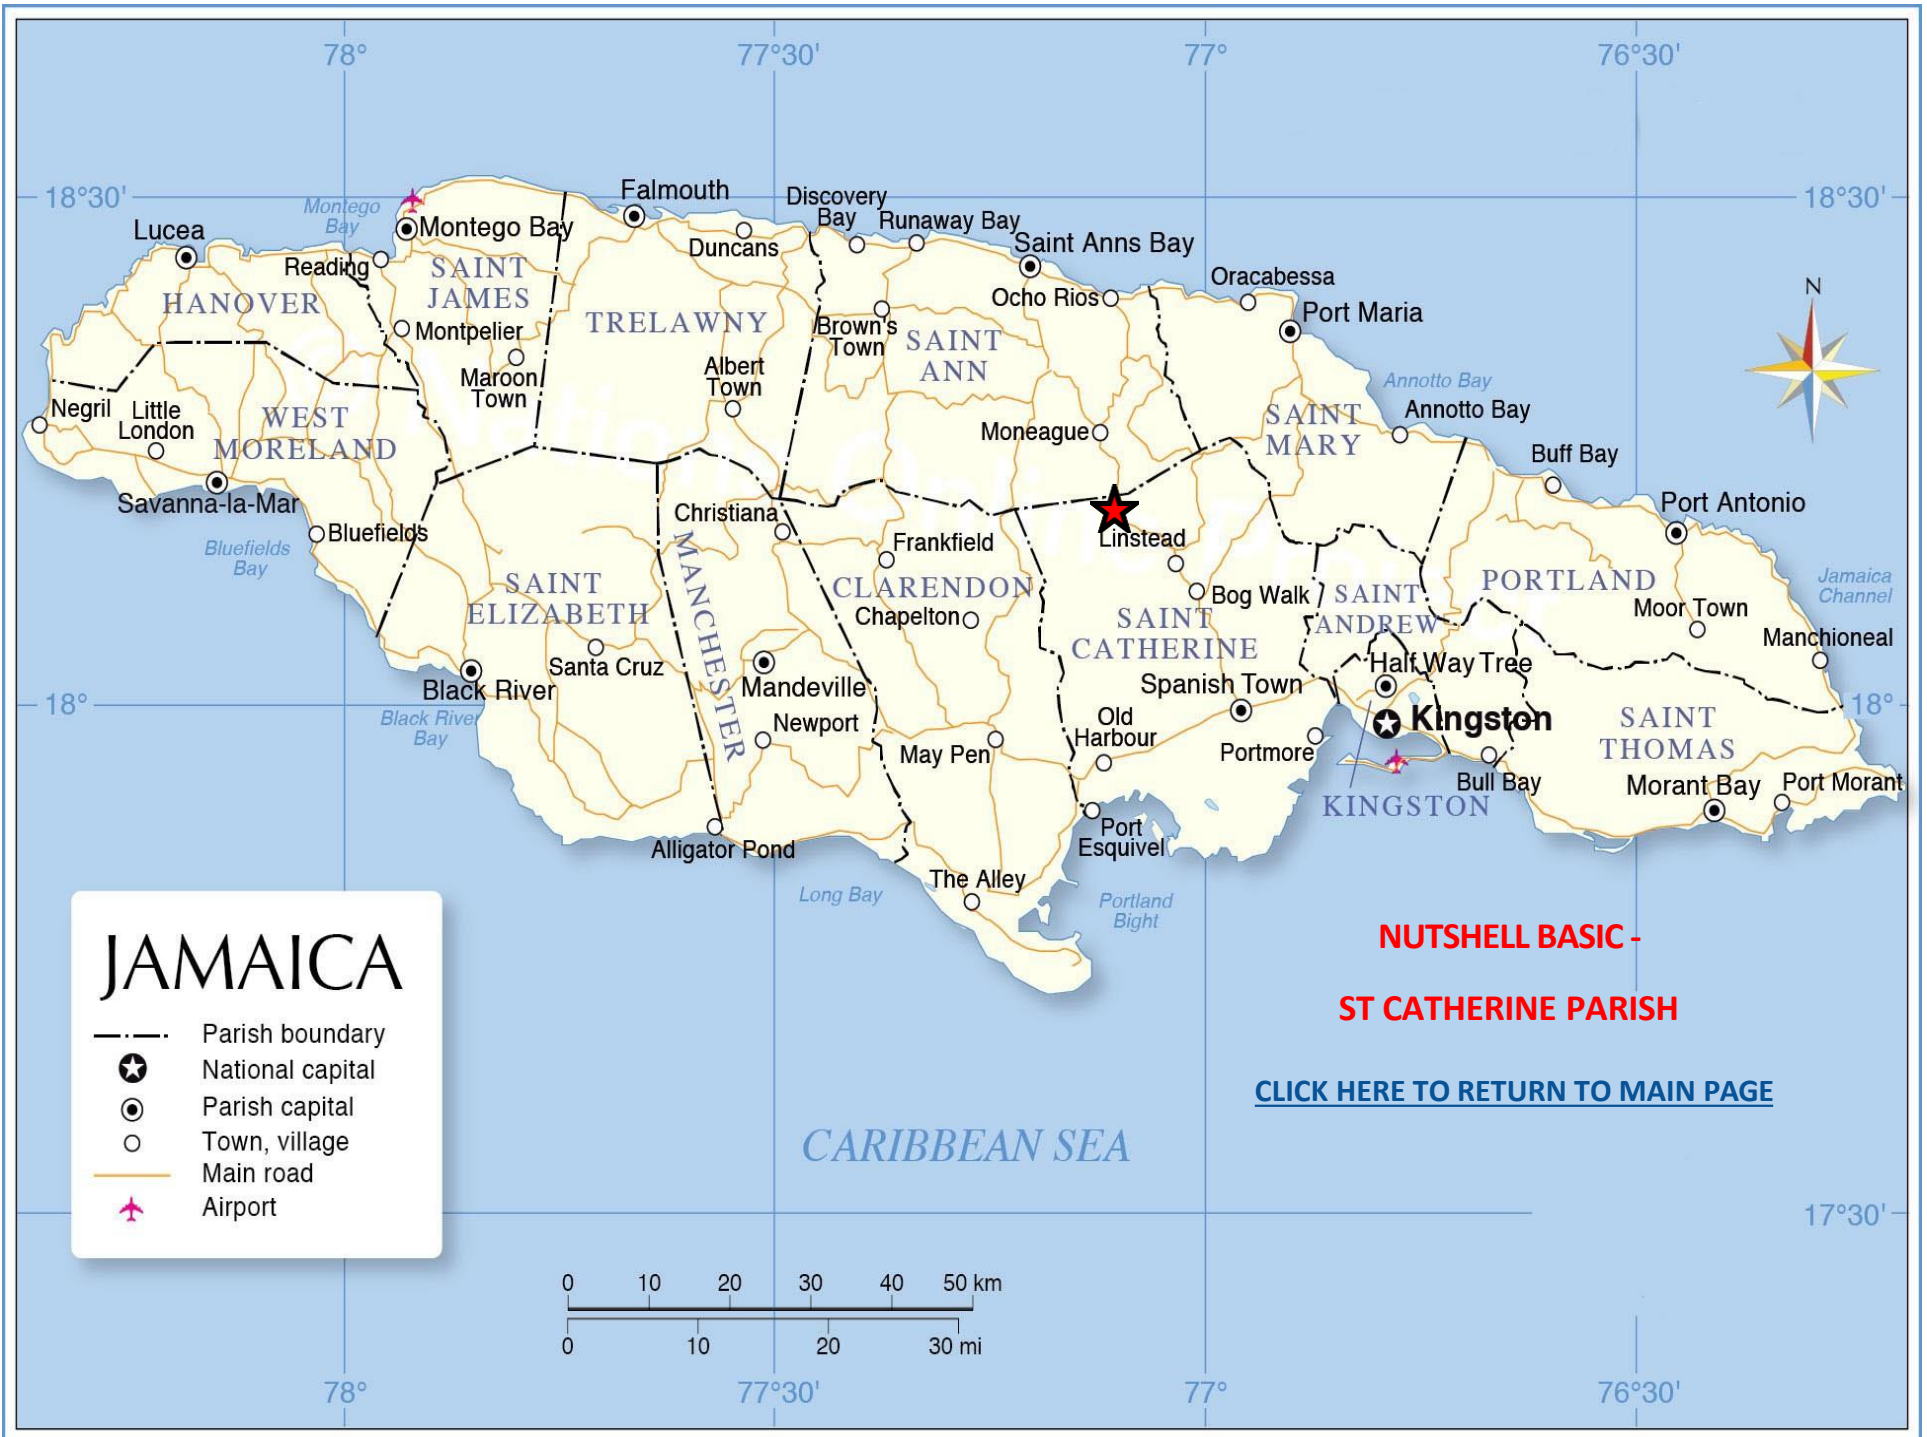 78°
77°30'
77°
76°30'
18°30'
18°30'
Montego
Bay
Lucea
Montego Bay
Falmouth
Discovery
Bay
Runaway Bay
Duncans
Saint Anns Bay
Reading
SAINT
JAMES
HANOVER
Oracabessa
Ocho Rios
Port Maria
N
TRELAWNY
Montpelier
Brown's
Town
SAINT
ANN
Maroon
Town
Albert
Town
Annotto Bay
Annotto Bay
Negril
Little
London
WEST
MORELAND
Moneague
SAINT
MARY
Buff Bay
Savanna-la-Mar
Christiana
Port Antonio
Bluefields
Bluefields
Bay
Frankfield
Linstead
MANCHESTER
SAINT
ELIZABETH
CLARENDON
Chapelton
Bog Walk
SAINT
CATHERINE
SAINT
ANDREW
PORTLAND
Moor Town
Jamaica
Channel
Manchioneal
Santa Cruz
Black River
Mandeville
Half Way Tree
Spanish Town
18°
18°
Black River
Bay
Newport
May Pen
Old
Harbour
Portmore
Kingston
SAINT
THOMAS
Bull Bay
Morant Bay
Port Morant
KINGSTON
Alligator Pond
Port
Esquivel
The Alley
Long Bay
Portland
Bight
NUTSHELL BASIC -
ST CATHERINE PARISH
CLICK HERE TO RETURN TO MAIN PAGE
JAMAICA
Parish boundary
National capital
Parish capital
Town, village
Main road
Airport
CARIBBEAN SEA
17°30'
0 10 20 30 40 50 km
0 10 20 30 mi
78°
77°30'
77°
76°30'